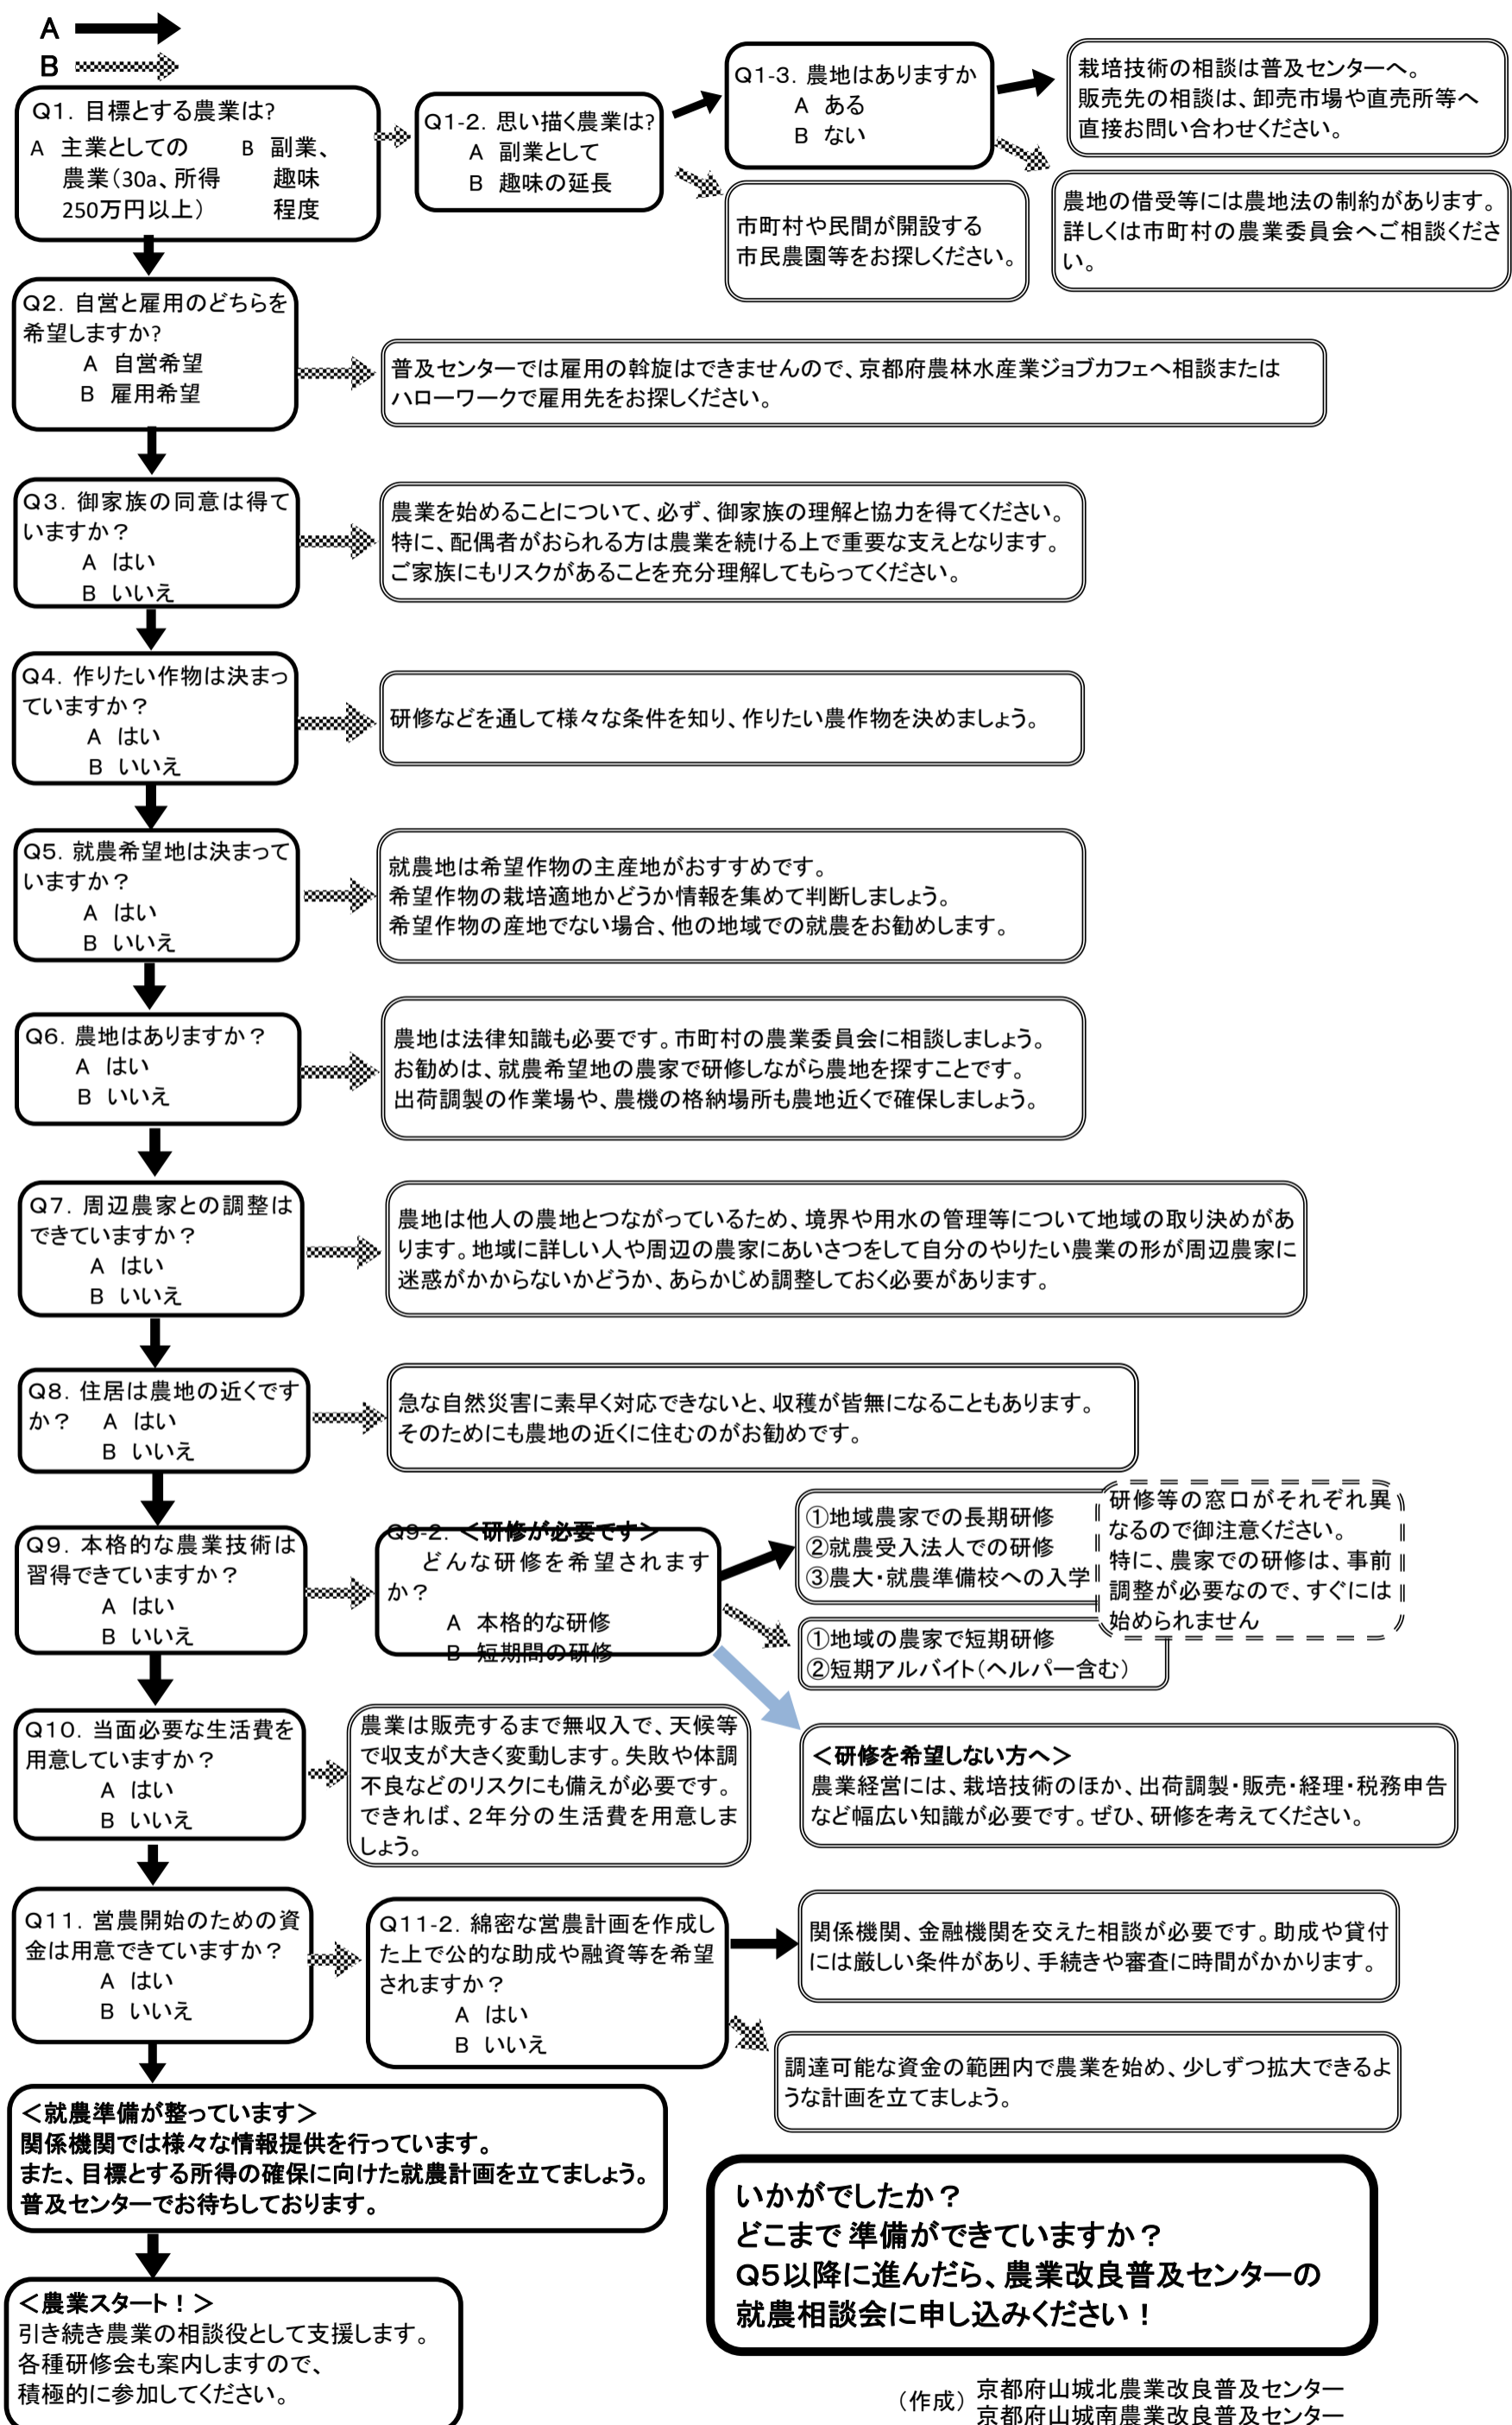 A
B
Q1．目標とする農業は?
A　主業としての　　B　副業、
農業（30a、所得　　趣味
250万円以上）　　程度
Q1-2．思い描く農業は?
A　副業として
B　趣味の延長
Q1-3．農地はありますか
A　ある
B　ない
栽培技術の相談は普及センターへ。
販売先の相談は、卸売市場や直売所等へ
直接お問い合わせください。
市町村や民間が開設する
市民農園等をお探しください。
農地の借受等には農地法の制約があります。
詳しくは市町村の農業委員会へご相談くださ
い。
Q2．自営と雇用のどちらを
希望しますか?
A　自営希望
B　雇用希望
普及センターでは雇用の斡旋はできませんので、京都府農林水産業ジョブカフェへ相談または
ハローワークで雇用先をお探しください。
Q3．御家族の同意は得て
いますか？
A　はい
B　いいえ
農業を始めることについて、必ず、御家族の理解と協力を得てください。
特に、配偶者がおられる方は農業を続ける上で重要な支えとなります。
ご家族にもリスクがあることを充分理解してもらってください。
Q4．作りたい作物は決まっ
ていますか？
A　はい
B　いいえ
研修などを通して様々な条件を知り、作りたい農作物を決めましょう。
Q5．就農希望地は決まって
いますか？
A　はい
B　いいえ
就農地は希望作物の主産地がおすすめです。
希望作物の栽培適地かどうか情報を集めて判断しましょう。
希望作物の産地でない場合、他の地域での就農をお勧めします。
Q6．農地はありますか？
A　はい
B　いいえ
農地は法律知識も必要です。市町村の農業委員会に相談しましょう。
お勧めは、就農希望地の農家で研修しながら農地を探すことです。
出荷調製の作業場や、農機の格納場所も農地近くで確保しましょう。
Q7．周辺農家との調整は
できていますか？
A　はい
B　いいえ
農地は他人の農地とつながっているため、境界や用水の管理等について地域の取り決めがあ
ります。地域に詳しい人や周辺の農家にあいさつをして自分のやりたい農業の形が周辺農家に
迷惑がかからないかどうか、あらかじめ調整しておく必要があります。
Q8．住居は農地の近くです
か？　A　はい
B　いいえ
急な自然災害に素早く対応できないと、収穫が皆無になることもあります。
そのためにも農地の近くに住むのがお勧めです。
Q9．本格的な農業技術は
習得できていますか？
A　はい
B　いいえ
Q9-2．＜研修が必要です＞
どんな研修を希望されます
か？
A　本格的な研修
B　短期間の研修
①地域農家での長期研修
②就農受入法人での研修
③農大・就農準備校への入学
研修等の窓口がそれぞれ異
なるので御注意ください。
特に、農家での研修は、事前
調整が必要なので、すぐには
始められません
①地域の農家で短期研修
②短期アルバイト（ヘルパー含む）
Q10．当面必要な生活費を
用意していますか？
A　はい
B　いいえ
農業は販売するまで無収入で、天候等
で収支が大きく変動します。失敗や体調
不良などのリスクにも備えが必要です。
できれば、2年分の生活費を用意しま
しょう。
＜研修を希望しない方へ＞
農業経営には、栽培技術のほか、出荷調製・販売・経理・税務申告
など幅広い知識が必要です。ぜひ、研修を考えてください。
Q11．営農開始のための資
金は用意できていますか？
A　はい
B　いいえ
Q11-2．綿密な営農計画を作成し
た上で公的な助成や融資等を希望
されますか？
A　はい
B　いいえ
関係機関、金融機関を交えた相談が必要です。助成や貸付
には厳しい条件があり、手続きや審査に時間がかかります。
調達可能な資金の範囲内で農業を始め、少しずつ拡大できるよ
うな計画を立てましょう。
＜就農準備が整っています＞
関係機関では様々な情報提供を行っています。
また、目標とする所得の確保に向けた就農計画を立てましょう。
普及センターでお待ちしております。
いかがでしたか？
どこまで 準備ができていますか？
Q5以降に進んだら、農業改良普及センターの
就農相談会に申し込みください！
＜農業スタート！＞
引き続き農業の相談役として支援します。
各種研修会も案内しますので、
積極的に参加してください。
（作成）京都府山城北農業改良普及センター
京都府山城南農業改良普及センター